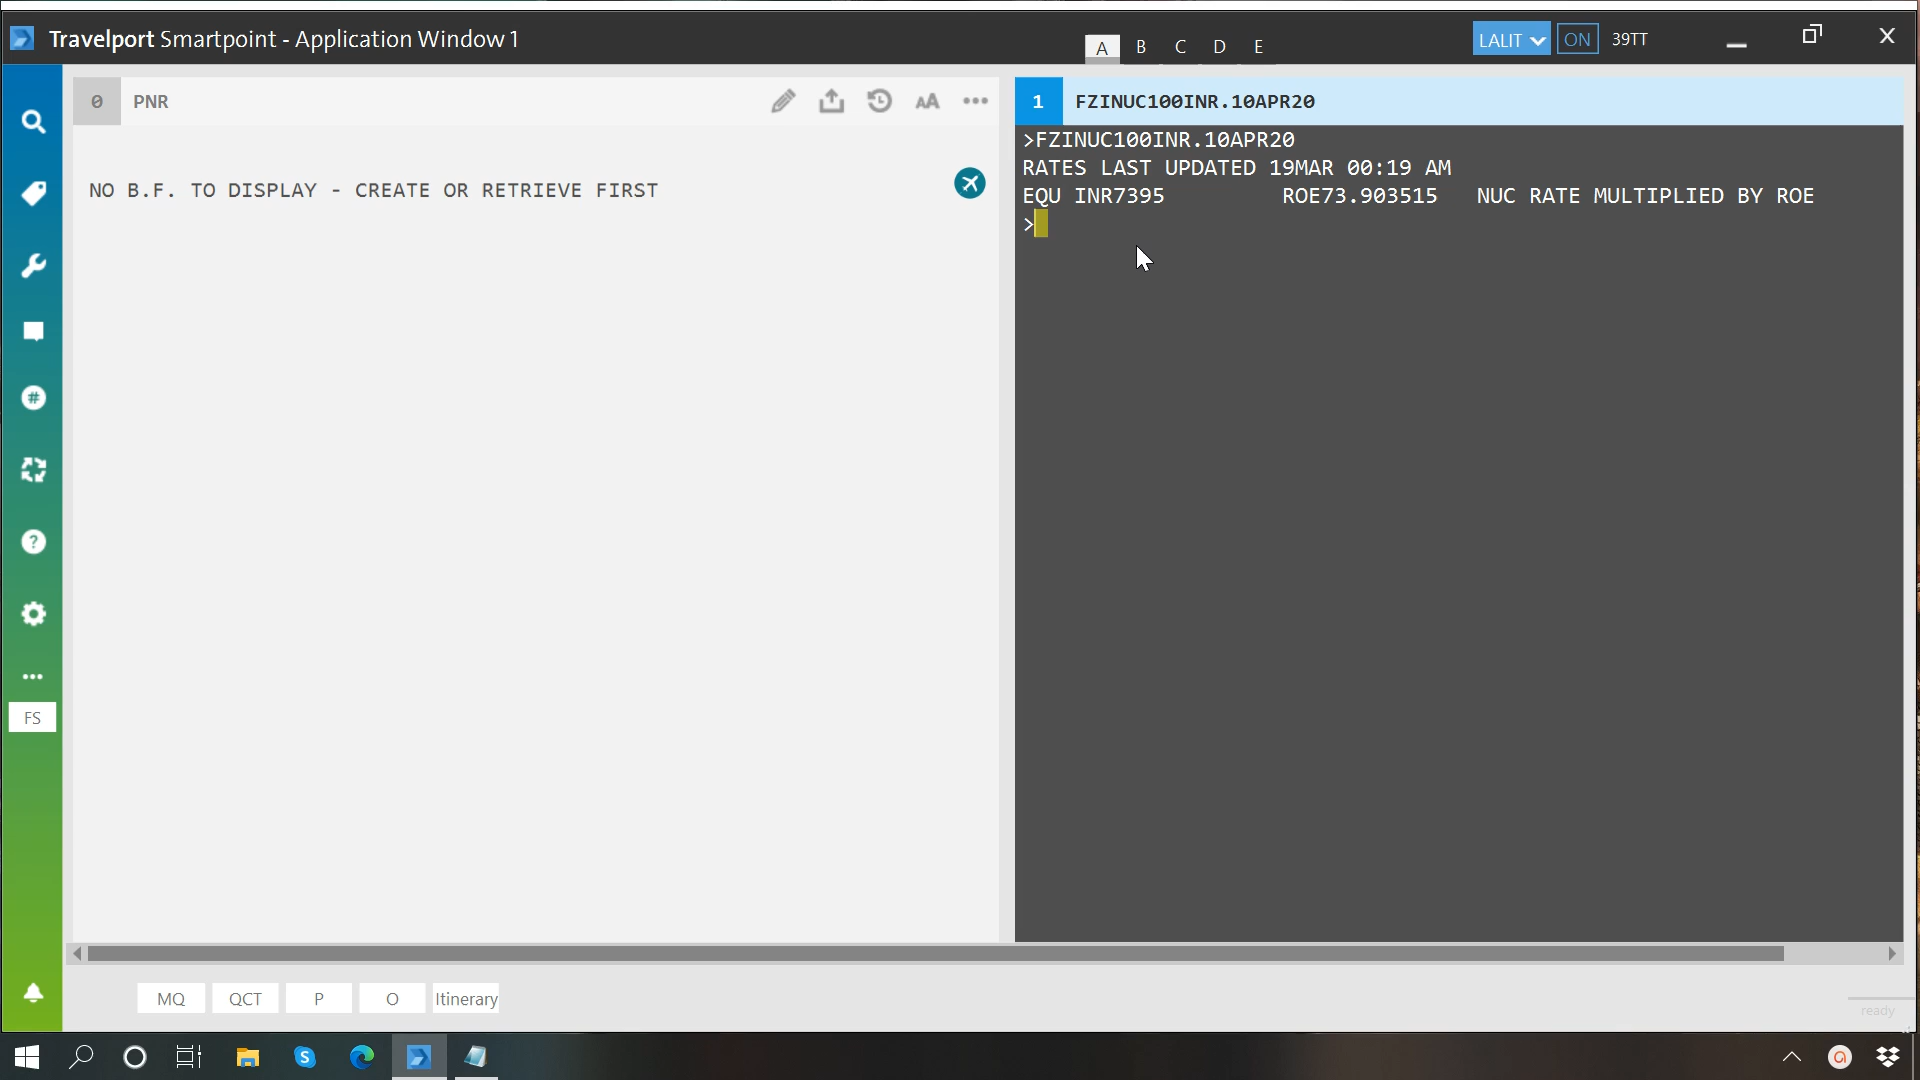 Travelport Smartpoint - Application Window 1
A B C D E
LALIT ON 39TT
0 PNR
AA
NO B.F. TO DISPLAY - CREATE OR RETRIEVE FIRST
1 FZINUC100INR.10APR20
>FZINUC100INR.10APR20
RATES LAST UPDATED 19MAR 00:19 AM
EQU INR7395 ROE73.903515 NUC RATE MULTIPLIED BY ROE
>
FS
MQ QCT P O Itinerary
ready